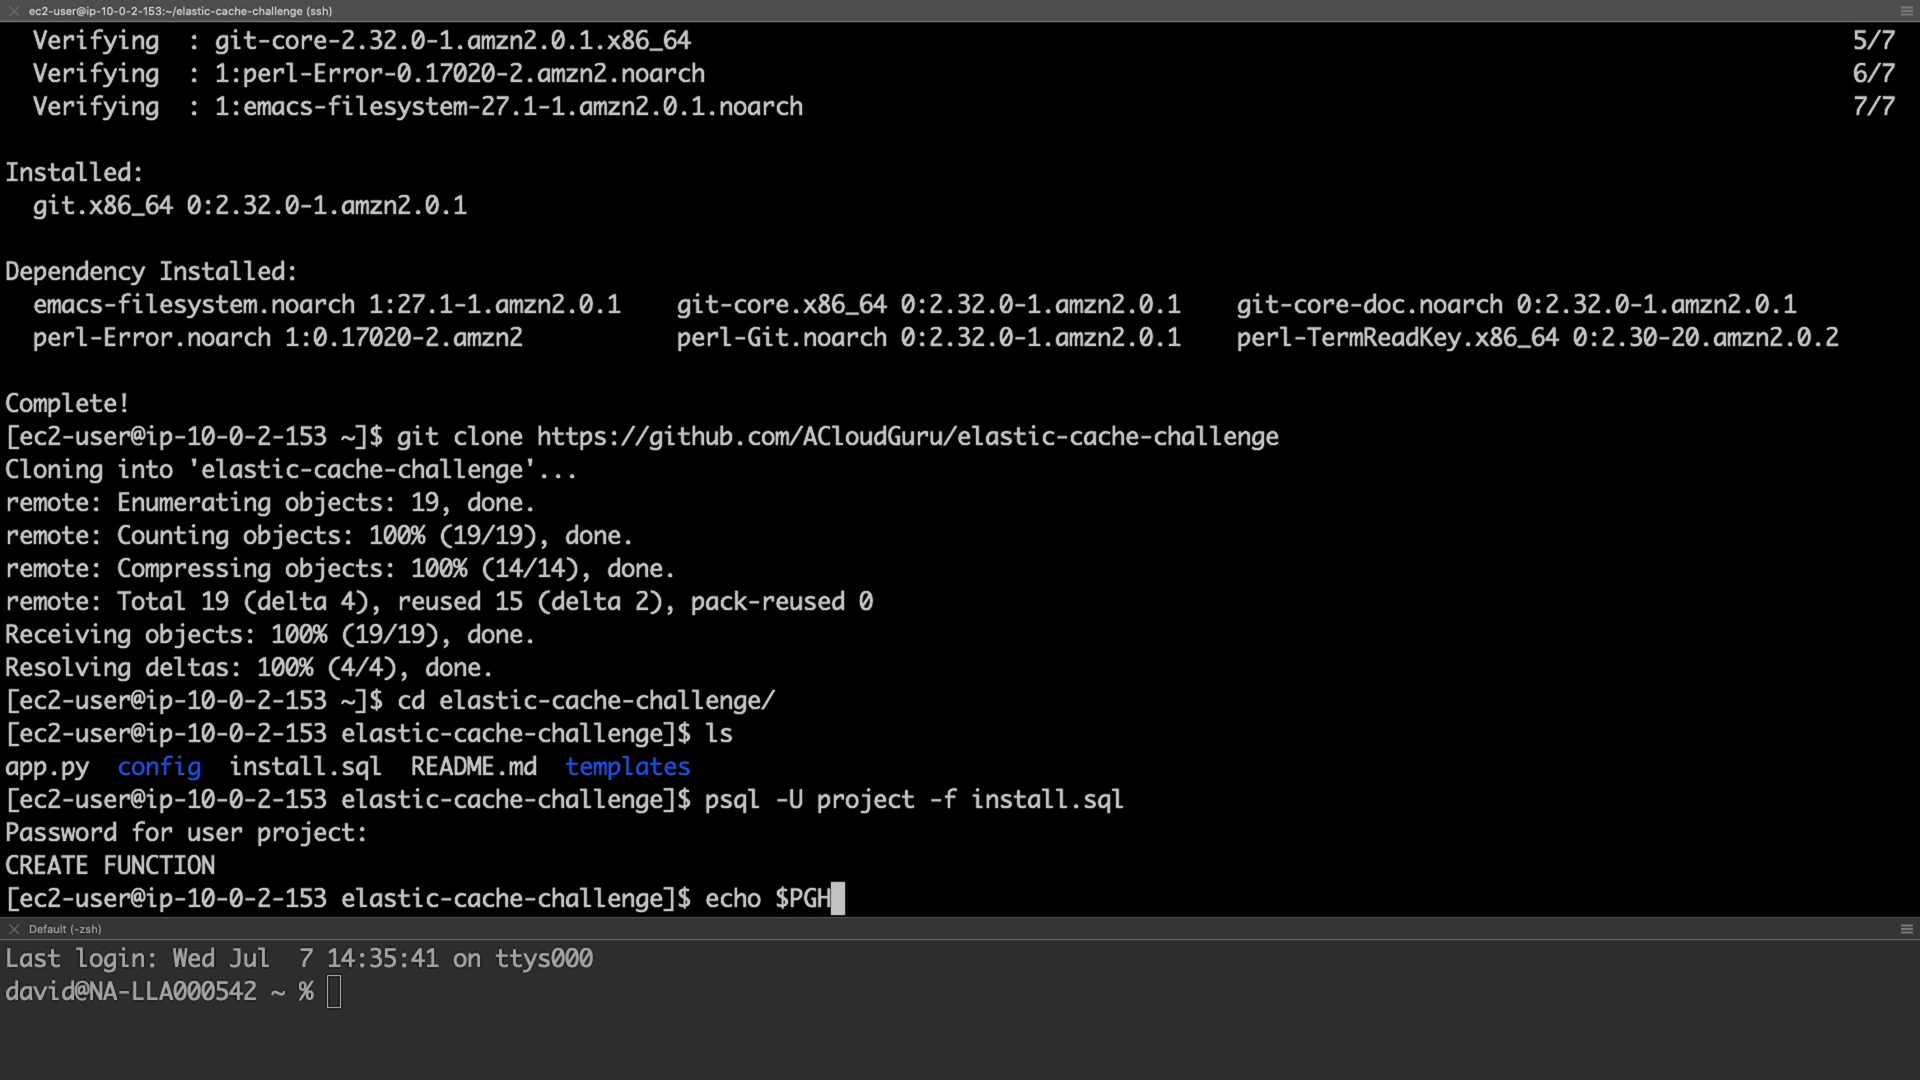 ec2-user@ip-10-0-2-153:~/elastic-cache-challenge (ssh)
Verifying  : git-core-2.32.0-1.amzn2.0.1.x86_64 5/7
Verifying  : 1:perl-Error-0.17020-2.amzn2.noarch 6/7
Verifying  : 1:emacs-filesystem-27.1-1.amzn2.0.1.noarch 7/7
Installed:
git.x86_64 0:2.32.0-1.amzn2.0.1
Dependency Installed:
emacs-filesystem.noarch 1:27.1-1.amzn2.0.1    git-core.x86_64 0:2.32.0-1.amzn2.0.1    git-core-doc.noarch 0:2.32.0-1.amzn2.0.1
perl-Error.noarch 1:0.17020-2.amzn2    perl-Git.noarch 0:2.32.0-1.amzn2.0.1    perl-TermReadKey.x86_64 0:2.30-20.amzn2.0.2
Complete!
[ec2-user@ip-10-0-2-153 ~]$ git clone https://github.com/ACloudGuru/elastic-cache-challenge
Cloning into 'elastic-cache-challenge'...
remote: Enumerating objects: 19, done.
remote: Counting objects: 100% (19/19), done.
remote: Compressing objects: 100% (14/14), done.
remote: Total 19 (delta 4), reused 15 (delta 2), pack-reused 0
Receiving objects: 100% (19/19), done.
Resolving deltas: 100% (4/4), done.
[ec2-user@ip-10-0-2-153 ~]$ cd elastic-cache-challenge/
[ec2-user@ip-10-0-2-153 elastic-cache-challenge]$ ls
app.py  config  install.sql  README.md  templates
[ec2-user@ip-10-0-2-153 elastic-cache-challenge]$ psql -U project -f install.sql
Password for user project:
CREATE FUNCTION
[ec2-user@ip-10-0-2-153 elastic-cache-challenge]$ echo $PGH
Default (-zsh)
Last login: Wed Jul  7 14:35:41 on ttys000
david@NA-LLA000542 ~ %